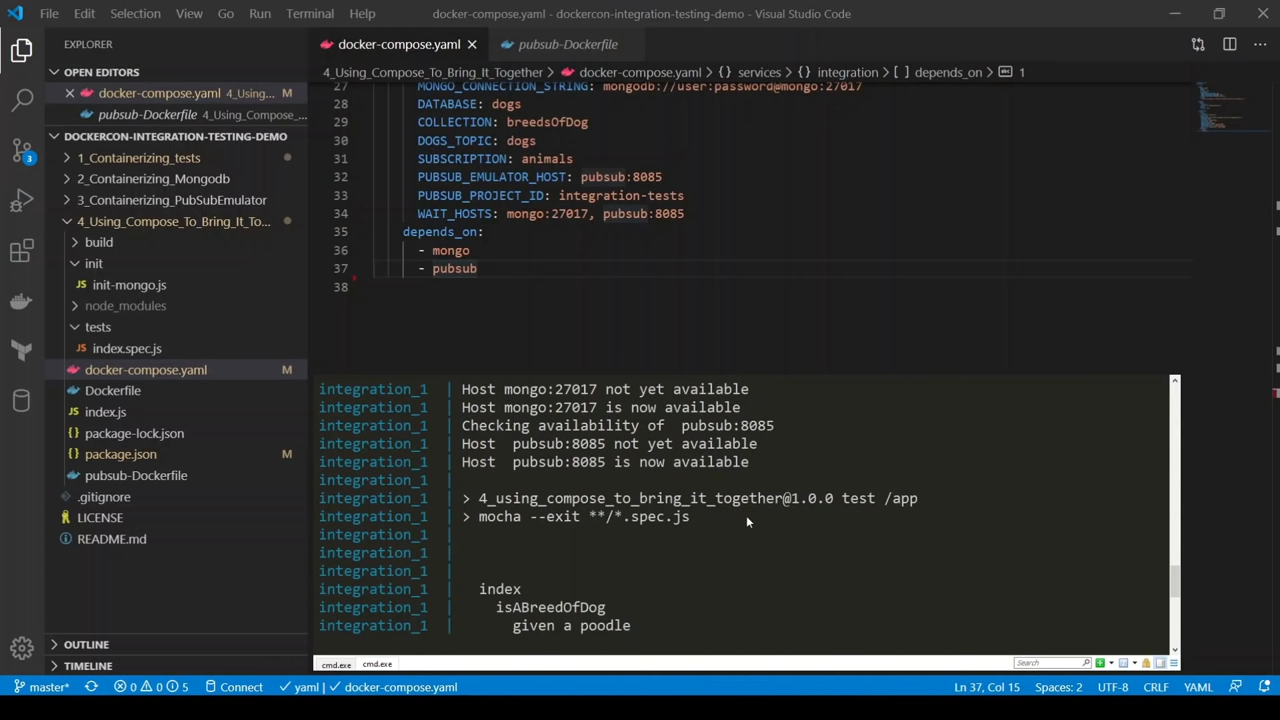 File Edit Selection View Go Run Terminal Help docker-compose.yaml - dockercon-integration-testing-demo - Visual Studio Code
EXPLORER
docker-compose.yaml
pubsub-Dockerfile
OPEN EDITORS
docker-compose.yaml 4_Using... M
pubsub-Dockerfile 4_Using_Compose_...
DOCKERCON-INTEGRATION-TESTING-DEMO
1_Containerizing_tests
2_Containerizing_Mongodb
3_Containerizing_PubSubEmulator
4_Using_Compose_To_Bring_It_To...
build
init
init-mongo.js
node_modules
tests
index.spec.js
docker-compose.yaml M
Dockerfile
index.js
package-lock.json
package.json M
pubsub-Dockerfile
.gitignore
LICENSE
README.md
OUTLINE
TIMELINE
3
4_Using_Compose_To_Bring_It_Together > docker-compose.yaml > {} services > {} integration > [ ] depends_on > 1
27 MONGO_CONNECTION_STRING: mongodb://user:password@mongo:27017
28 DATABASE: dogs
29 COLLECTION: breedsOfDog
30 DOGS_TOPIC: dogs
31 SUBSCRIPTION: animals
32 PUBSUB_EMULATOR_HOST: pubsub:8085
33 PUBSUB_PROJECT_ID: integration-tests
34 WAIT_HOSTS: mongo:27017, pubsub:8085
35 depends_on:
36 - mongo
37 - pubsub
38
integration_1 | Host mongo:27017 not yet available
integration_1 | Host mongo:27017 is now available
integration_1 | Checking availability of  pubsub:8085
integration_1 | Host  pubsub:8085 not yet available
integration_1 | Host  pubsub:8085 is now available
integration_1 |
integration_1 | > 4_using_compose_to_bring_it_together@1.0.0 test /app
integration_1 | > mocha --exit **/*.spec.js
integration_1 |
integration_1 |
integration_1 |
integration_1 | index
integration_1 | isABreedOfDog
integration_1 | given a poodle
cmd.exe cmd.exe Search
master* 0 0 5 Connect yaml | docker-compose.yaml Ln 37, Col 15 Spaces: 2 UTF-8 CRLF YAML